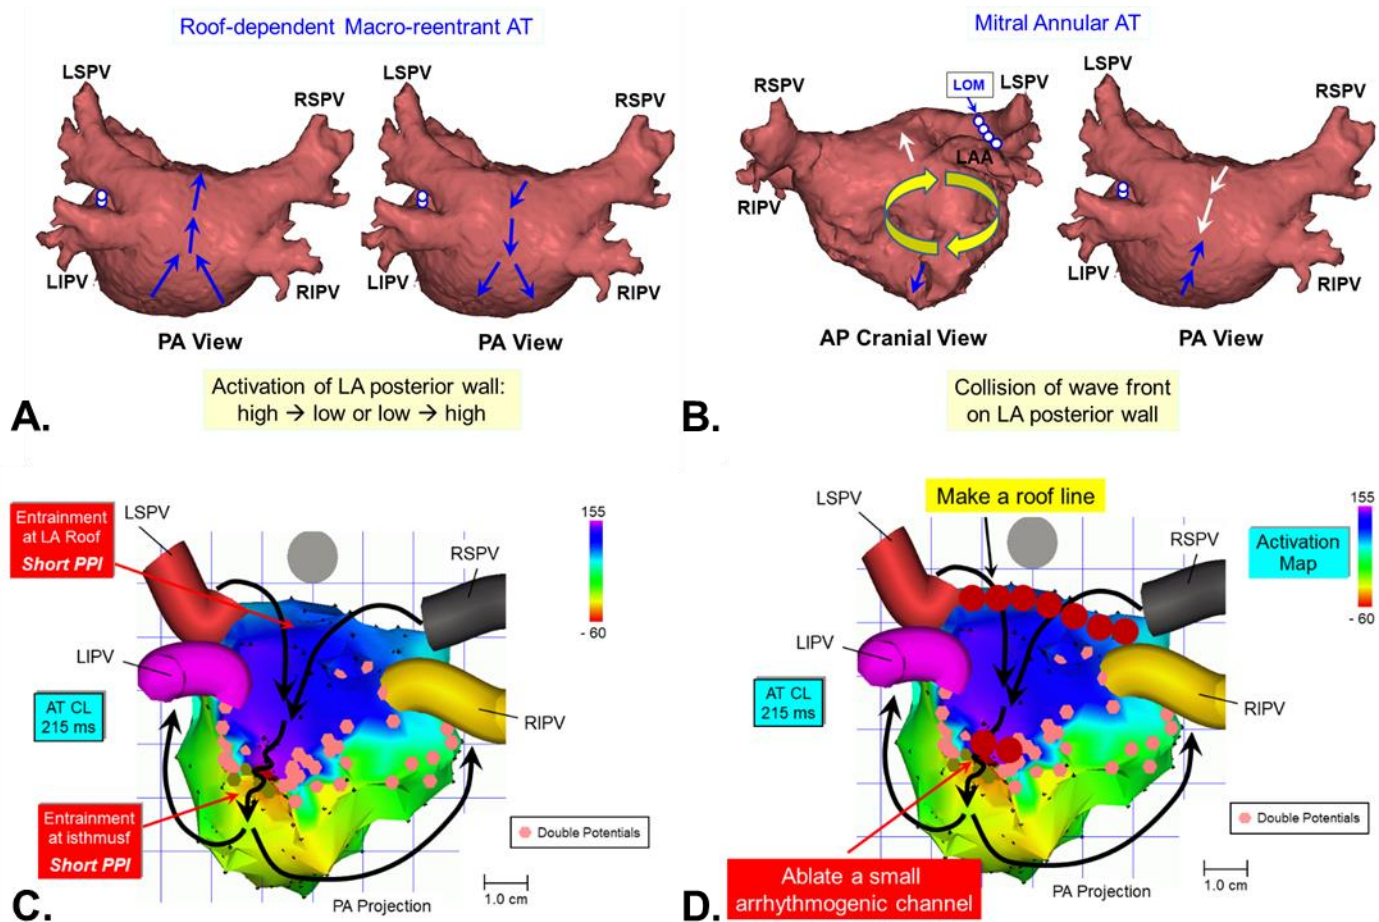 Roof-dependent Macro-reentrant AT
LSPV
RSPV
LIPV
RIPV
PA View
LSPV
RSPV
LIPV
RIPV
PA View
Activation of LA posterior wall:
high → low or low → high
A.
Mitral Annular AT
RSPV
LOM
LSPV
LAA
RIPV
AP Cranial View
LSPV
RSPV
LIPV
RIPV
PA View
Collision of wave front
on LA posterior wall
B.
Entrainment
at LA Roof
Short PPI
LSPV
155
- 60
RSPV
LIPV
AT CL
215 ms
RIPV
Entrainment
at isthmusf
Short PPI
Double Potentials
1.0 cm
PA Projection
C.
LSPV
Make a roof line
155
- 60
Activation
Map
RSPV
LIPV
AT CL
215 ms
RIPV
Double Potentials
Ablate a small
arrhythmogenic channel
1.0 cm
PA Projection
D.